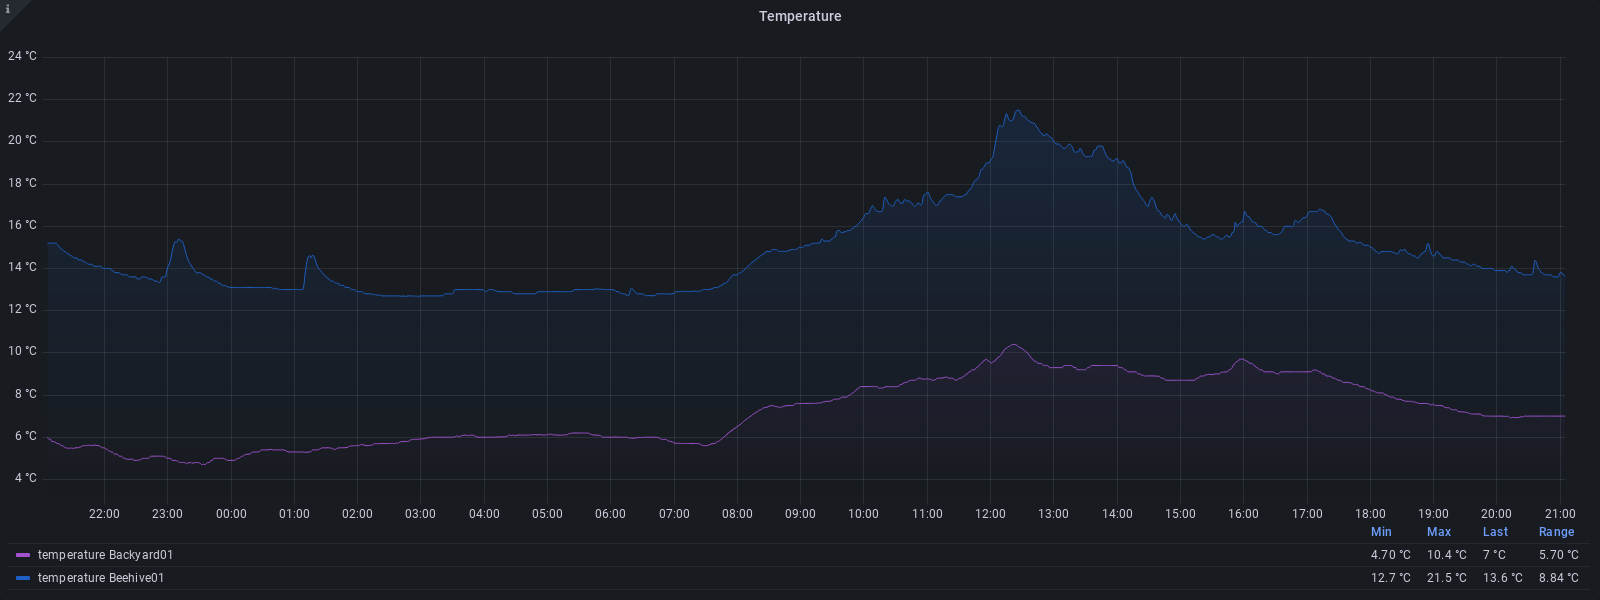 i
Temperature
24 °C
22 °C
20 °C
18 °C
16 °C
14 °C
12 °C
10 °C
8 °C
6 °C
4 °C
22:00 23:00 00:00 01:00 02:00 03:00 04:00 05:00 06:00 07:00 08:00 09:00 10:00 11:00 12:00 13:00 14:00 15:00 16:00 17:00 18:00 19:00 20:00 21:00
Min Max Last Range
temperature Backyard01 4.70 °C 10.4 °C 7 °C 5.70 °C
temperature Beehive01 12.7 °C 21.5 °C 13.6 °C 8.84 °C